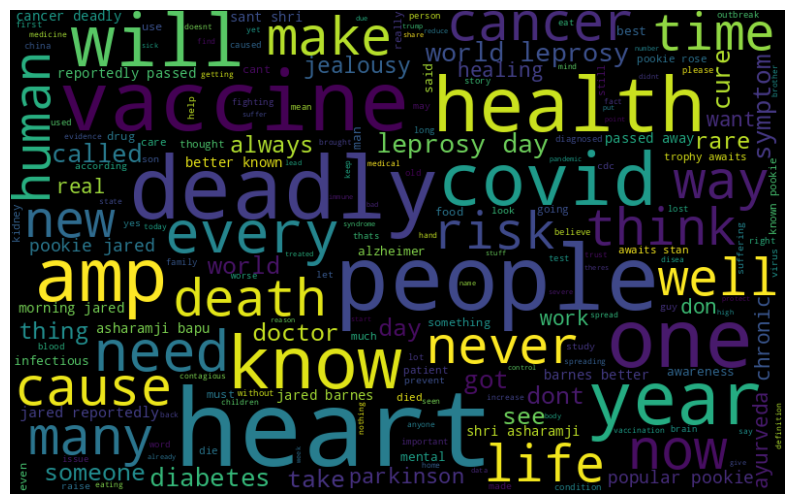 cancer deadly
sant shri
cancer
will
make
time
first
doesnt
use
yet
really
world leprosy
best
outbreak
medicine
sick
find
due
trump
share
eat
reduce
number
person
china
caused
reportedly passed
jealousy
healing
pookie rose
please
cure
symptom
getting
cant
said
story
mind
vaccine
health
human
used
help
mean
fighting
suffer
may
still
fact
put
didnt
brother
evidence
drug
care
thought
brought
man
long
diagnosed
passed away
want
called
always
leprosy day
rare
according
son
keep
medical
pandemic
trophy awaits
better known
real
lead
cdc
state
deadly
covid
way
old
food
look
going
lost
known pookie
kidney
yes
today
syndrome
hand
believe
new
every
risk
think
right
virus
thats
stuff
awaits stan
suffering
pookie jared
treated
alzheimer
test
trust
theres
disea
family
worse
let
name
severe
world
amp
people
well
morning jared
death
thing
asharamji bapu
reason
doctor
day
something
work
don
guy
high
spread
infectious
blood
much
need
know
never
one
chronic
lot
patient
prevent
study
spreading
contagious
control
barnes better
awareness
cause
heart
year
must
jared barnes
died
got
dont
jared reportedly
back
without
seen
increase
body
vaccination
brain
say
definition
children
nothing
see
shri asharamji
many
die
word
anyone
important
life
now
ayurveda
issue
already
mental
even
someone
home
data
condition
give
diabetes
take
parkinson
popular pookie
raise
eating
made